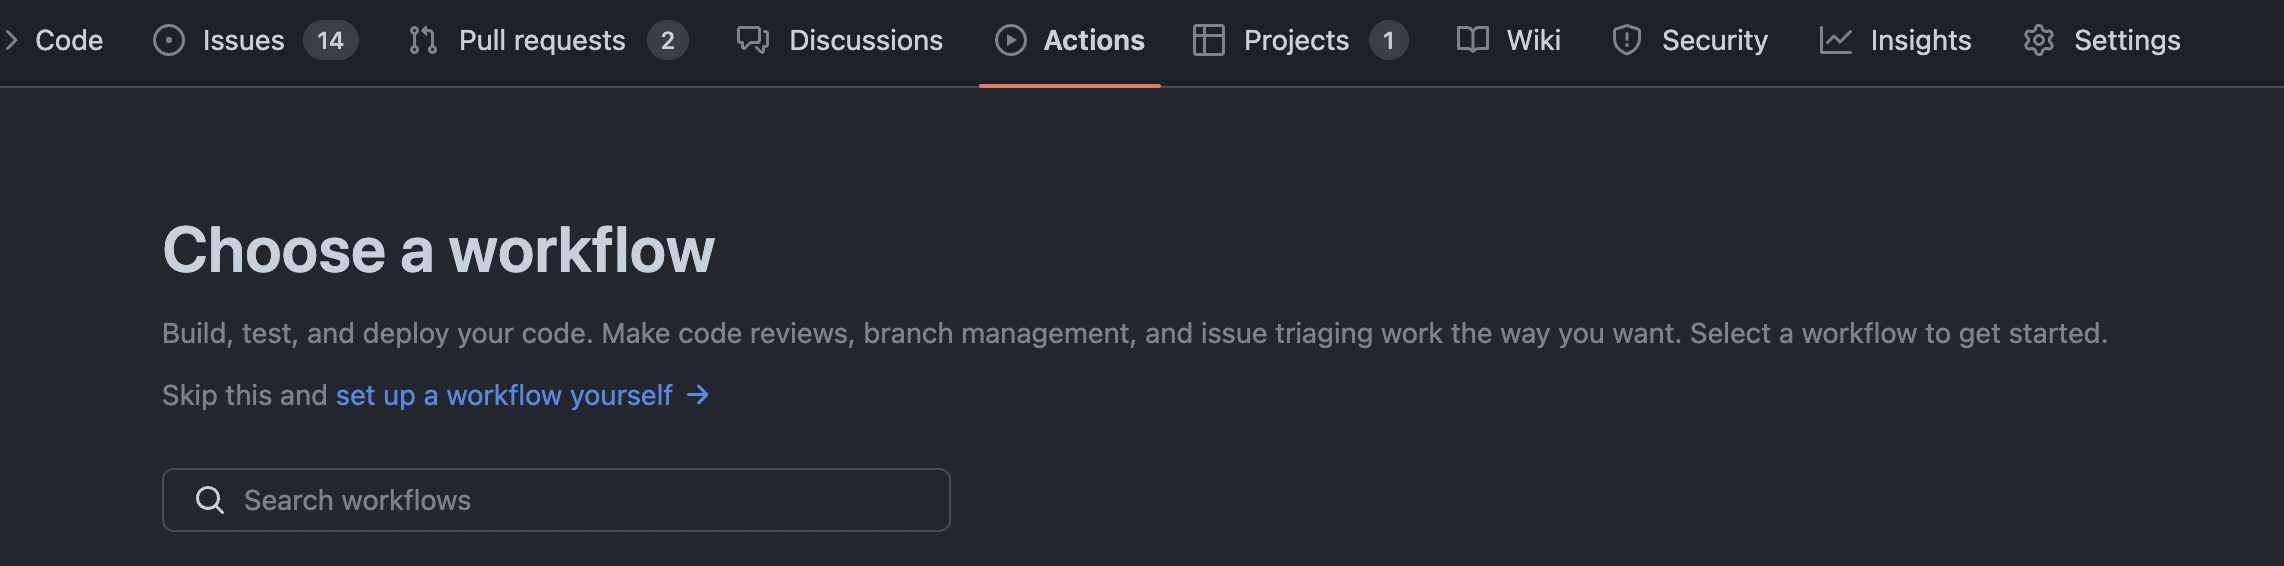 Code Issues 14 Pull requests 2 Discussions Actions Projects 1 Wiki Security Insights Settings
Choose a workflow
Build, test, and deploy your code. Make code reviews, branch management, and issue triaging work the way you want. Select a workflow to get started.
Skip this and set up a workflow yourself →
Search workflows